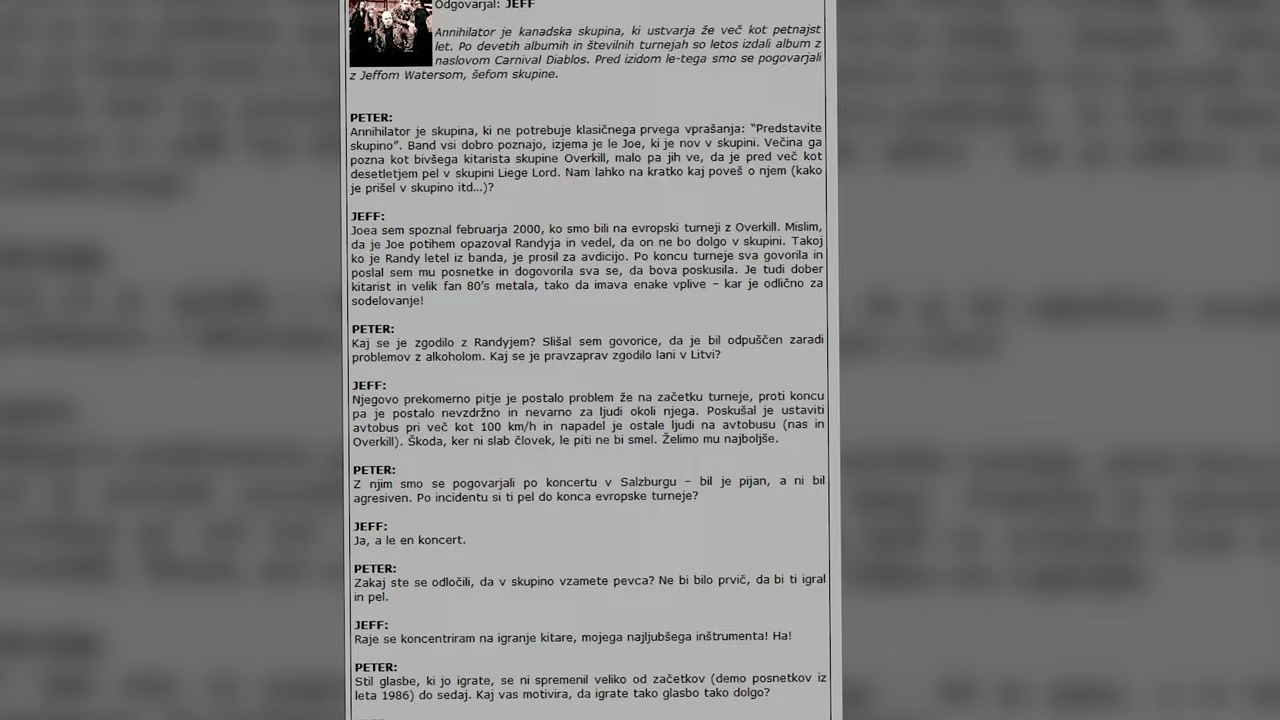 Odgovarjal: JEFF
Annihilator je kanadska skupina, ki ustvarja že več kot petnajst
let. Po devetih albumih in številnih turnejah so letos izdali album z
naslovom Carnival Diablos. Pred izidom le-tega smo se pogovarjali
z Jeffom Watersom, šefom skupine.
PETER:
Annihilator je skupina, ki ne potrebuje klasičnega prvega vprašanja: “Predstavite
skupino”. Band vsi dobro poznajo, izjema je le Joe, ki je nov v skupini. Večina ga
pozna kot bivšega kitarista skupine Overkill, malo pa jih ve, da je pred več kot
desetletjem pel v skupini Liege Lord. Nam lahko na kratko kaj poveš o njem (kako
je prišel v skupino itd...)?
JEFF:
Joea sem spoznal februarja 2000, ko smo bili na evropski turneji z Overkill. Mislim,
da je Joe potihem opazoval Randyja in vedel, da on ne bo dolgo v skupini. Takoj
ko je Randy letel iz banda, je prosil za avdicijo. Po koncu turneje sva govorila in
poslal sem mu posnetke in dogovorila sva se, da bova poskusila. Je tudi dober
kitarist in velik fan 80's metala, tako da imava enake vplive – kar je odlično za
sodelovanje!
PETER:
Kaj se je zgodilo z Randyjem? Slišal sem govorice, da je bil odpuščen zaradi
problemov z alkoholom. Kaj se je pravzaprav zgodilo lani v Litvi?
JEFF:
Njegovo prekomerno pitje je postalo problem že na začetku turneje, proti koncu
pa je postalo nevzdržno in nevarno za ljudi okoli njega. Poskušal je ustaviti
avtobus pri več kot 100 km/h in napadel je ostale ljudi na avtobusu (nas in
Overkill). Škoda, ker ni slab človek, le piti ne bi smel. Želimo mu najboljše.
PETER:
Z njim smo se pogovarjali po koncertu v Salzburgu – bil je pijan, a ni bil
agresiven. Po incidentu si ti pel do konca evropske turneje?
JEFF:
Ja, a le en koncert.
PETER:
Zakaj ste se odločili, da v skupino vzamete pevca? Ne bi bilo prvič, da bi ti igral
in pel.
JEFF:
Raje se koncentriram na igranje kitare, mojega najljubšega inštrumenta! Ha!
PETER:
Stil glasbe, ki jo igrate, se ni spremenil veliko od začetkov (demo posnetkov iz
leta 1986) do sedaj. Kaj vas motivira, da igrate tako glasbo tako dolgo?